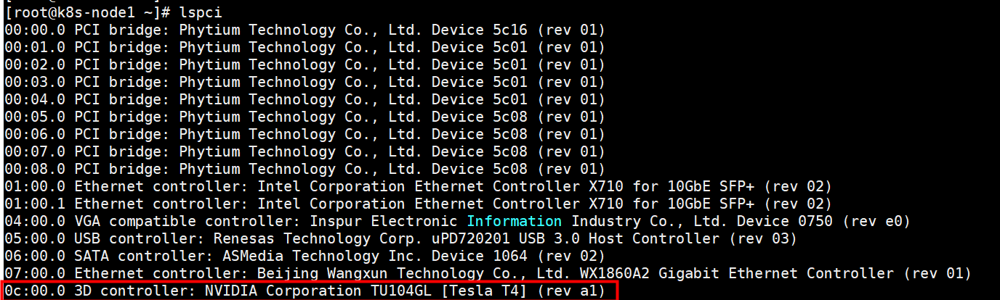 [root@k8s-node1 ~]# lspci
00:00.0 PCI bridge: Phytium Technology Co., Ltd. Device 5c16 (rev 01)
00:01.0 PCI bridge: Phytium Technology Co., Ltd. Device 5c01 (rev 01)
00:02.0 PCI bridge: Phytium Technology Co., Ltd. Device 5c01 (rev 01)
00:03.0 PCI bridge: Phytium Technology Co., Ltd. Device 5c01 (rev 01)
00:04.0 PCI bridge: Phytium Technology Co., Ltd. Device 5c01 (rev 01)
00:05.0 PCI bridge: Phytium Technology Co., Ltd. Device 5c08 (rev 01)
00:06.0 PCI bridge: Phytium Technology Co., Ltd. Device 5c08 (rev 01)
00:07.0 PCI bridge: Phytium Technology Co., Ltd. Device 5c08 (rev 01)
00:08.0 PCI bridge: Phytium Technology Co., Ltd. Device 5c08 (rev 01)
01:00.0 Ethernet controller: Intel Corporation Ethernet Controller X710 for 10GbE SFP+ (rev 02)
01:00.1 Ethernet controller: Intel Corporation Ethernet Controller X710 for 10GbE SFP+ (rev 02)
04:00.0 VGA compatible controller: Inspur Electronic Information Industry Co., Ltd. Device 0750 (rev e0)
05:00.0 USB controller: Renesas Technology Corp. uPD720201 USB 3.0 Host Controller (rev 03)
06:00.0 SATA controller: ASMedia Technology Inc. Device 1064 (rev 02)
07:00.0 Ethernet controller: Beijing Wangxun Technology Co., Ltd. WX1860A2 Gigabit Ethernet Controller (rev 01)
0c:00.0 3D controller: NVIDIA Corporation TU104GL [Tesla T4] (rev a1)